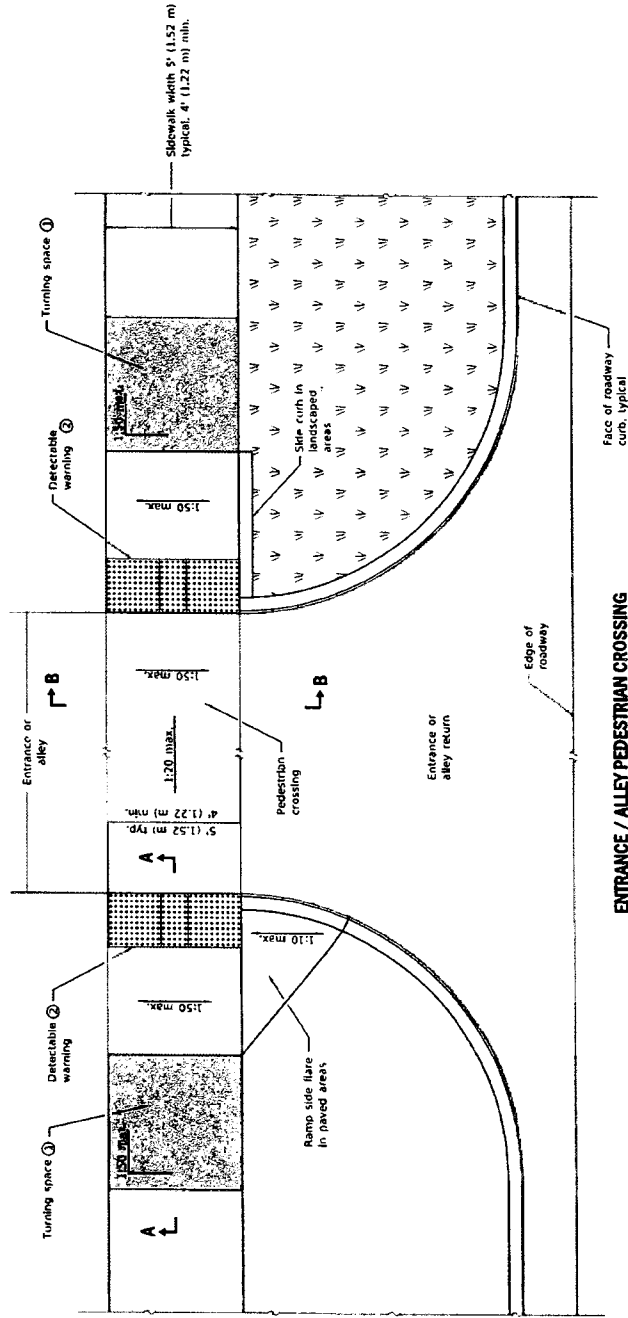 Sidewalk width 5' (1.52 m)
typical, 4' (1.22 m) min.
Turning space ①
Detectable ②
warning
1:50 max.
1:50 max.
Side curb in
landscaped
areas
Face of roadway
curb, typical
Entrance or
alley
B
B
1:50 max.
1:20 max.
Pedestrian
crossing
Entrance or
alley return
Edge of
roadway
5' (1.52 m) typ.
4' (1.22 m) min.
A
Detectable ②
warning
1:50 max.
1:10 max.
Ramp side flare
in paved areas
Turning space ①
1:50 max.
A
ENTRANCE / ALLEY PEDESTRIAN CROSSING